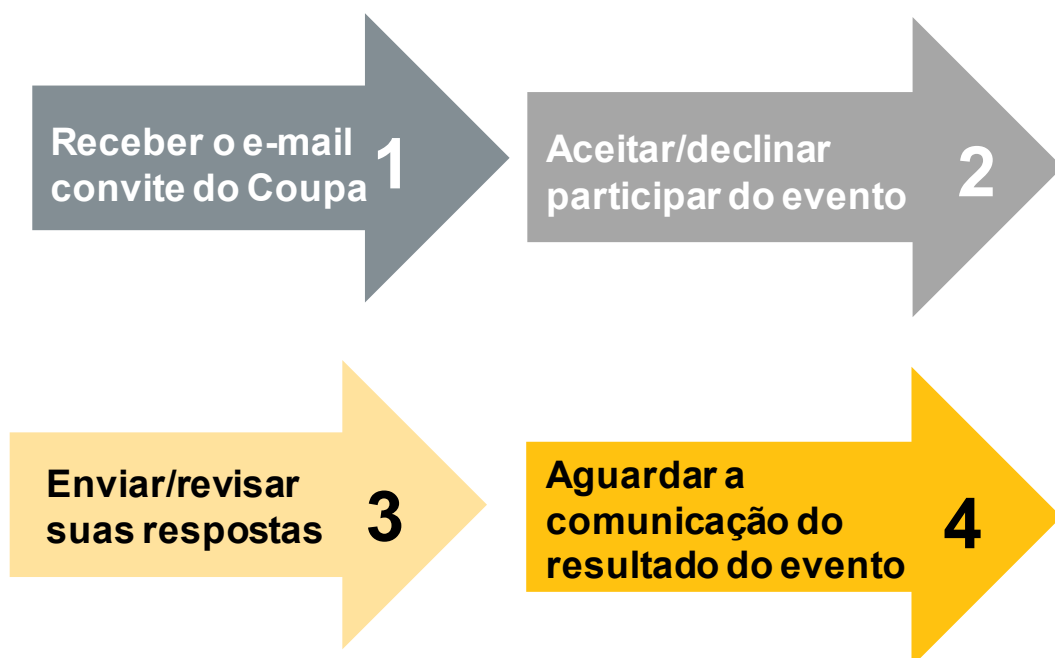 Receber o e-mail
convite do Coupa
1
Aceitar/declinar
participar do evento
2
Enviar/revisar
suas respostas
3
Aguardar a
comunicação do
resultado do evento
4